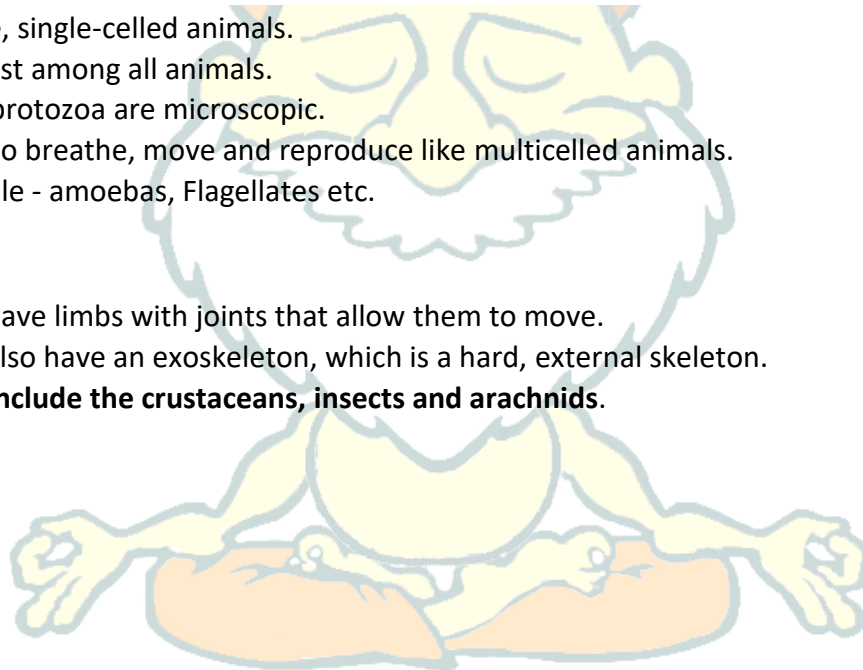 , single-celled animals.
st among all animals.
protozoa are microscopic.
o breathe, move and reproduce like multicelled animals.
le - amoebas, Flagellates etc.
ave limbs with joints that allow them to move.
lso have an exoskeleton, which is a hard, external skeleton.
nclude the crustaceans, insects and arachnids.